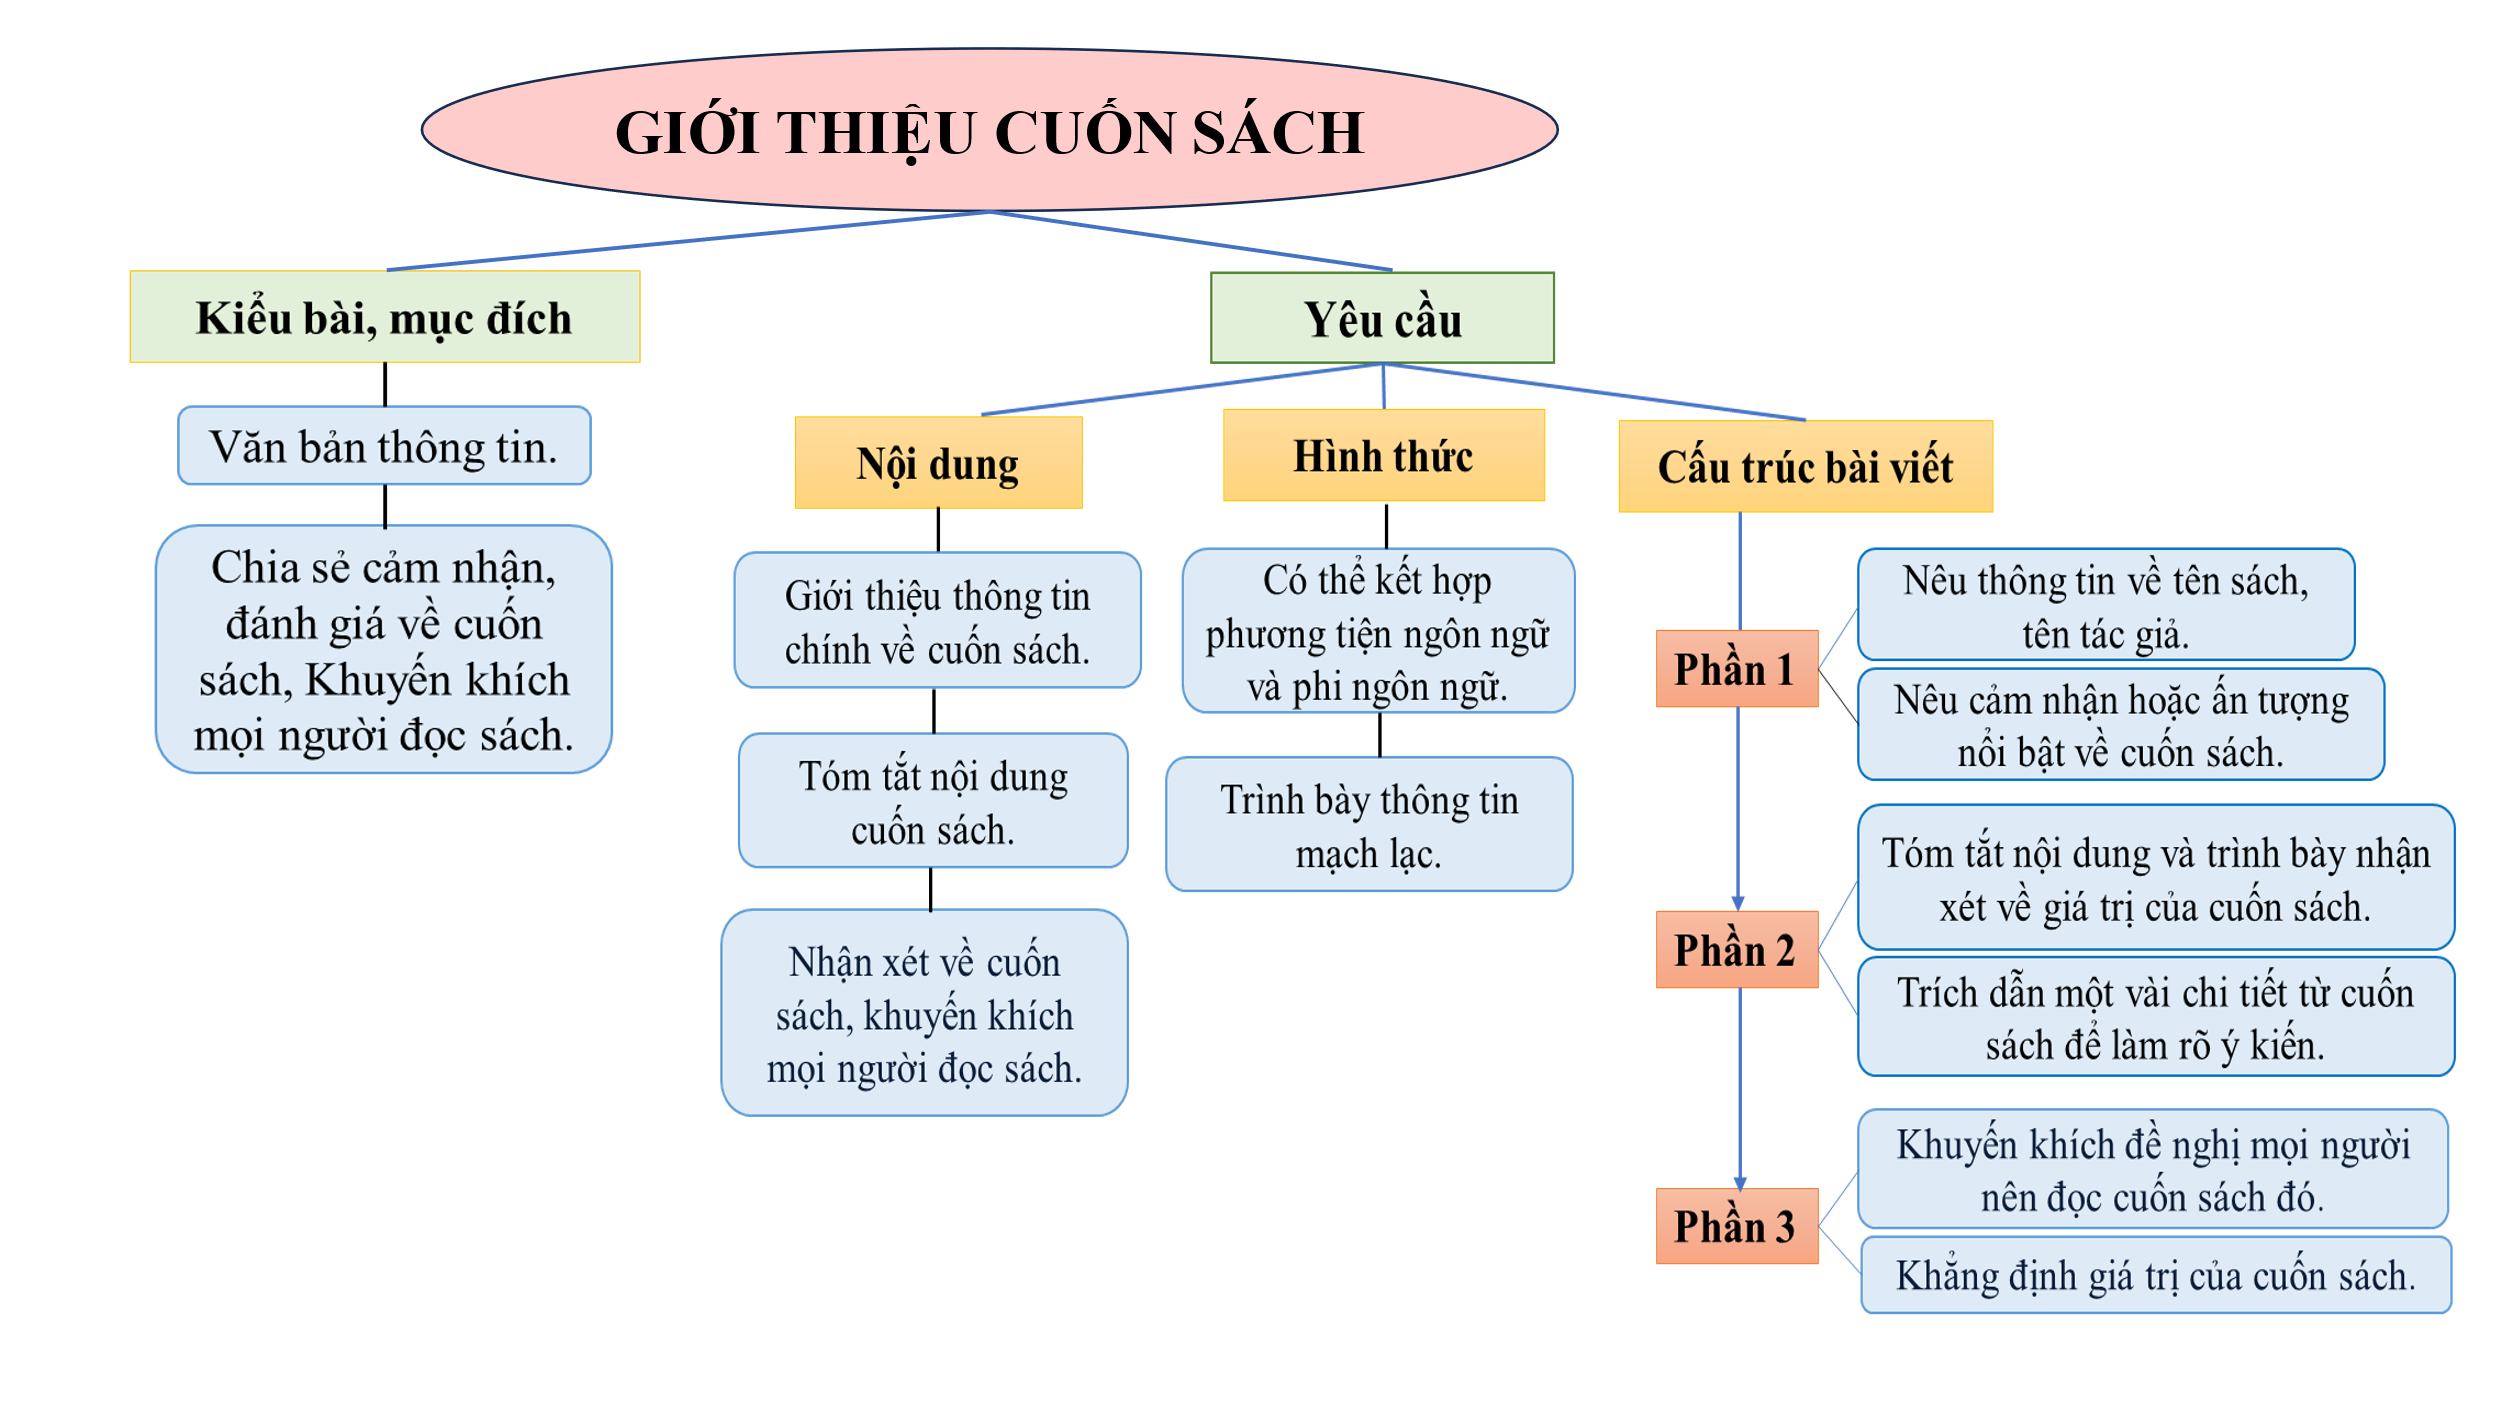 GIỚI THIỆU CUỐN SÁCH
Kiểu bài, mục đích
Văn bản thông tin.
Chia sẻ cảm nhận,
đánh giá về cuốn
sách, Khuyến khích
mọi người đọc sách.
Yêu cầu
Nội dung
Giới thiệu thông tin
chính về cuốn sách.
Tóm tắt nội dung
cuốn sách.
Nhận xét về cuốn
sách, khuyến khích
mọi người đọc sách.
Hình thức
Có thể kết hợp
phương tiện ngôn ngữ
và phi ngôn ngữ.
Trình bày thông tin
mạch lạc.
Cấu trúc bài viết
Phần 1
Nêu thông tin về tên sách,
tên tác giả.
Nêu cảm nhận hoặc ấn tượng
nổi bật về cuốn sách.
Phần 2
Tóm tắt nội dung và trình bày nhận
xét về giá trị của cuốn sách.
Trích dẫn một vài chi tiết từ cuốn
sách để làm rõ ý kiến.
Phần 3
Khuyến khích đề nghị mọi người
nên đọc cuốn sách đó.
Khẳng định giá trị của cuốn sách.